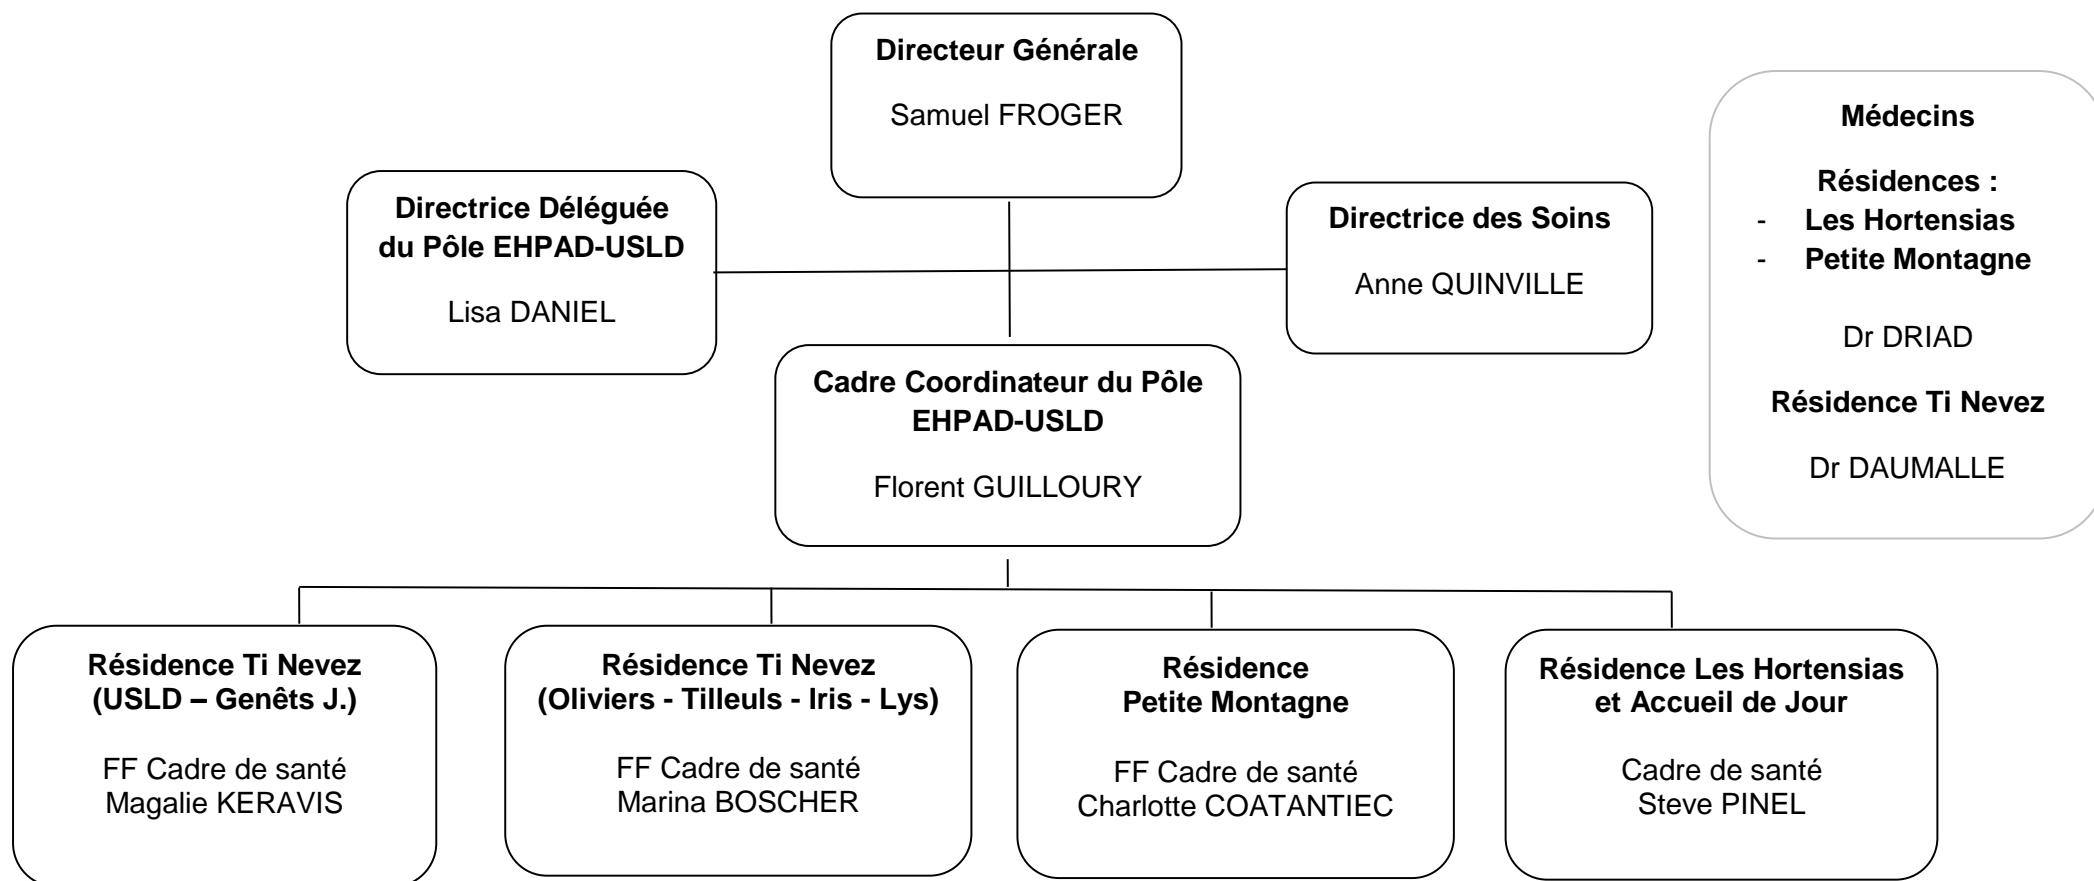 Directeur Générale
Samuel FROGER
Directrice Déléguée
du Pôle EHPAD-USLD
Lisa DANIEL
Directrice des Soins
Anne QUINVILLE
Médecins
Résidences :
- Les Hortensias
- Petite Montagne
Dr DRIAD
Résidence Ti Nevez
Dr DAUMALLE
Cadre Coordinateur du Pôle
EHPAD-USLD
Florent GUILLOURY
Résidence Ti Nevez
(USLD – Genêts J.)
FF Cadre de santé
Magalie KERAVIS
Résidence Ti Nevez
(Oliviers - Tilleuls - Iris - Lys)
FF Cadre de santé
Marina BOSCHER
Résidence
Petite Montagne
FF Cadre de santé
Charlotte COATANTIEC
Résidence Les Hortensias
et Accueil de Jour
Cadre de santé
Steve PINEL